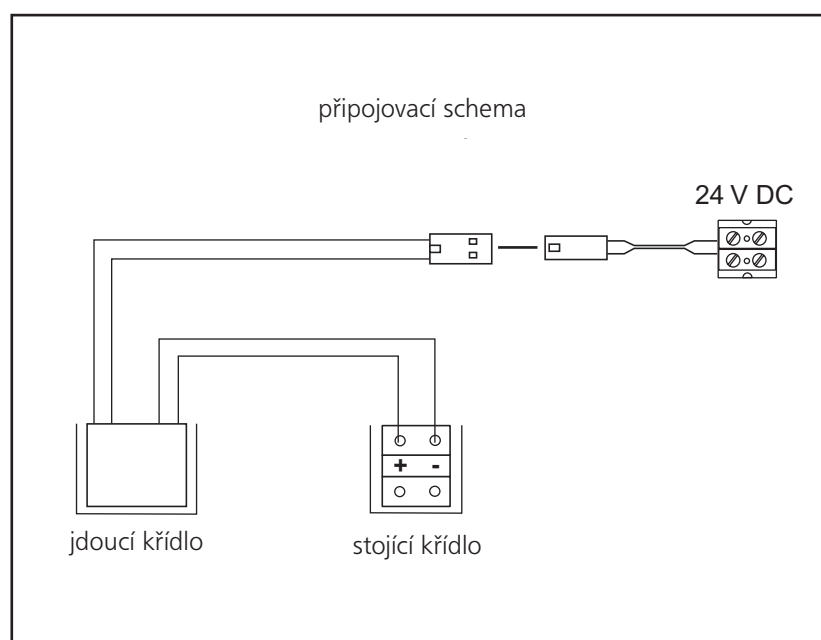 připojovací schema
24 V DC
+ -
jdoucí křídlo
stojící křídlo